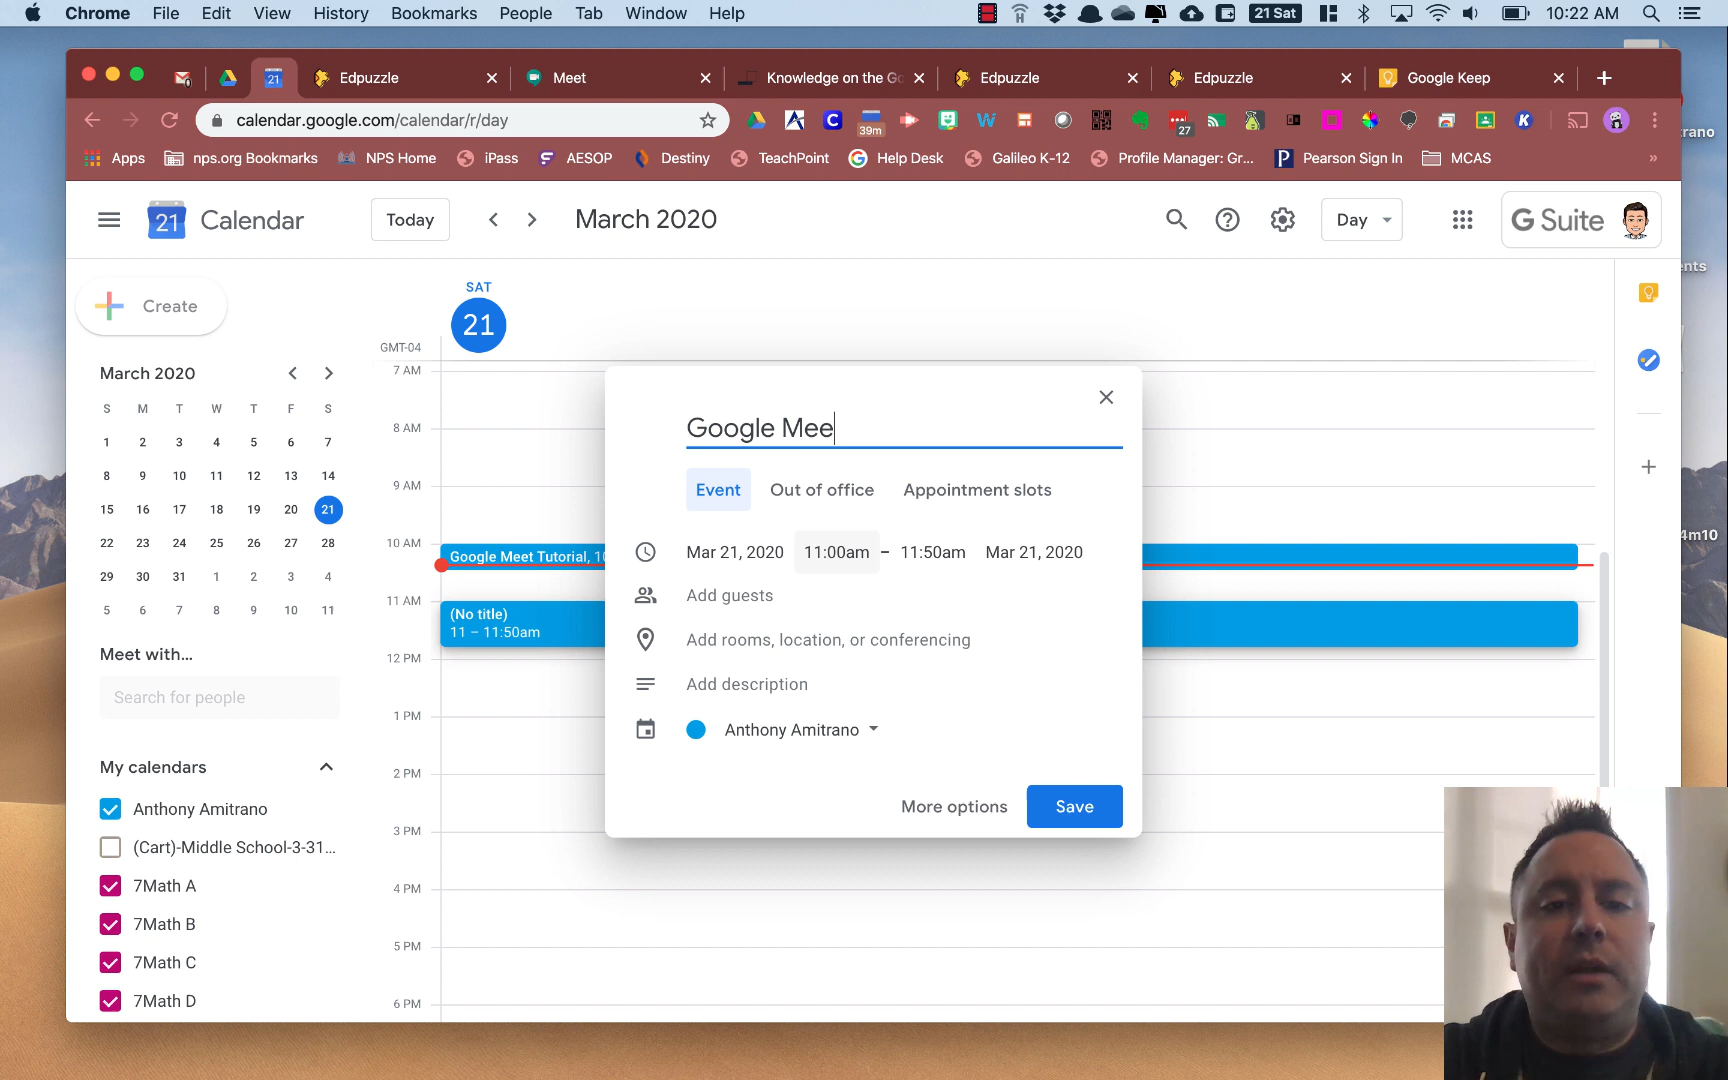 Chrome File Edit View History Bookmarks People Tab Window Help 21 Sat 10:22 AM
21 Edpuzzle Meet Knowledge on the Go Edpuzzle Edpuzzle Google Keep
calendar.google.com/calendar/r/day 39m 27
Apps nps.org Bookmarks NPS Home iPass AESOP Destiny TeachPoint Help Desk Galileo K-12 Profile Manager: Gr... Pearson Sign In MCAS »
21 Calendar Today March 2020 Day G Suite
Create
SAT
21
GMT-04
March 2020
S M T W T F S
1 2 3 4 5 6 7
8 9 10 11 12 13 14
15 16 17 18 19 20 21
22 23 24 25 26 27 28
29 30 31 1 2 3 4
5 6 7 8 9 10 11
Meet with...
Search for people
My calendars
Anthony Amitrano
(Cart)-Middle School-3-31...
7Math A
7Math B
7Math C
7Math D
7 AM
8 AM
9 AM
10 AM
11 AM
12 PM
1 PM
2 PM
3 PM
4 PM
5 PM
6 PM
Google Meet Tutorial, 10
(No title)
11 – 11:50am
Google Mee
Event Out of office Appointment slots
Mar 21, 2020 11:00am – 11:50am Mar 21, 2020
Add guests
Add rooms, location, or conferencing
Add description
Anthony Amitrano
More options Save
trano
ents
4m10